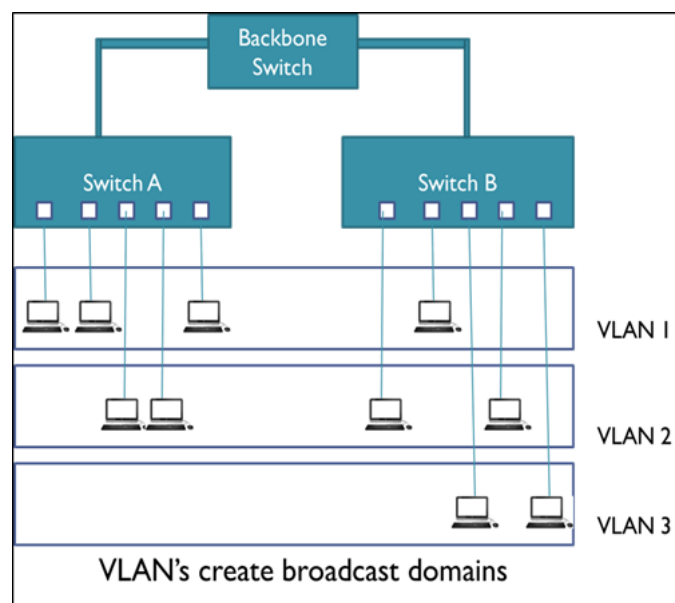 Backbone
Switch
Switch A
Switch B
VLAN 1
VLAN 2
VLAN 3
VLAN's create broadcast domains